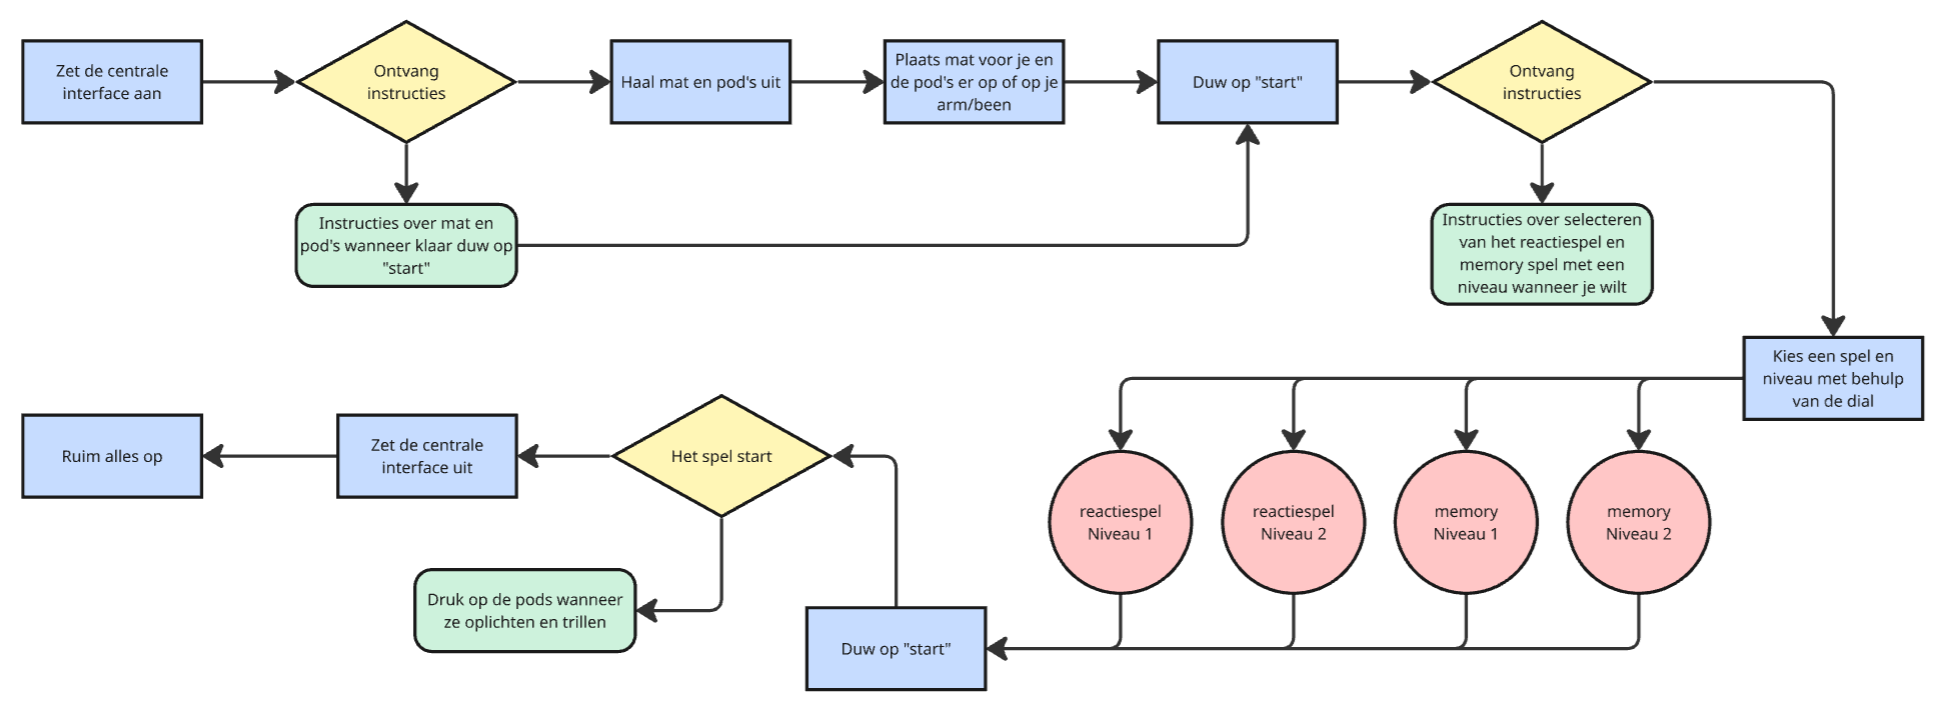 Zet de centrale
interface aan
Ontvang
instructies
Haal mat en pod's uit
Plaats mat voor je en
de pod's er op of op je
arm/been
Duw op "start"
Ontvang
instructies
Instructies over mat en
pod's wanneer klaar duw op
"start"
Instructies over selecteren
van het reactiespel en
memory spel met een
niveau wanneer je wilt
Kies een spel en
niveau met behulp
van de dial
reactiespel
Niveau 1
reactiespel
Niveau 2
memory
Niveau 1
memory
Niveau 2
Duw op "start"
Het spel start
Druk op de pods wanneer
ze oplichten en trillen
Zet de centrale
interface uit
Ruim alles op